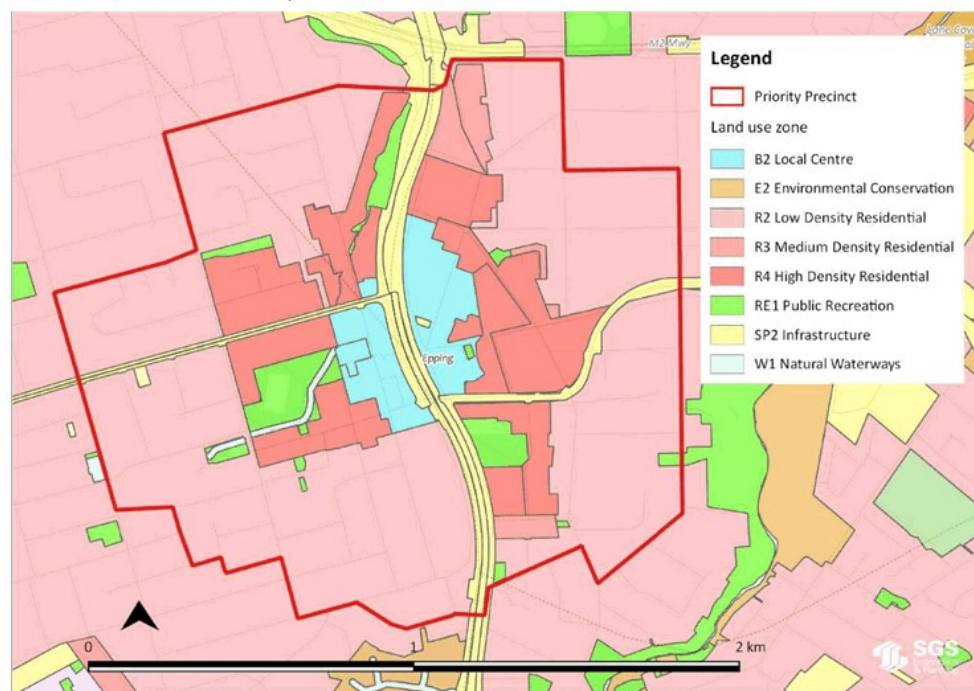 M2 Mwy
Legend
Priority Precinct
Land use zone
B2 Local Centre
E2 Environmental Conservation
R2 Low Density Residential
R3 Medium Density Residential
R4 High Density Residential
RE1 Public Recreation
SP2 Infrastructure
W1 Natural Waterways
Epping
0
1
2 km
SGS
Economics
& Planning